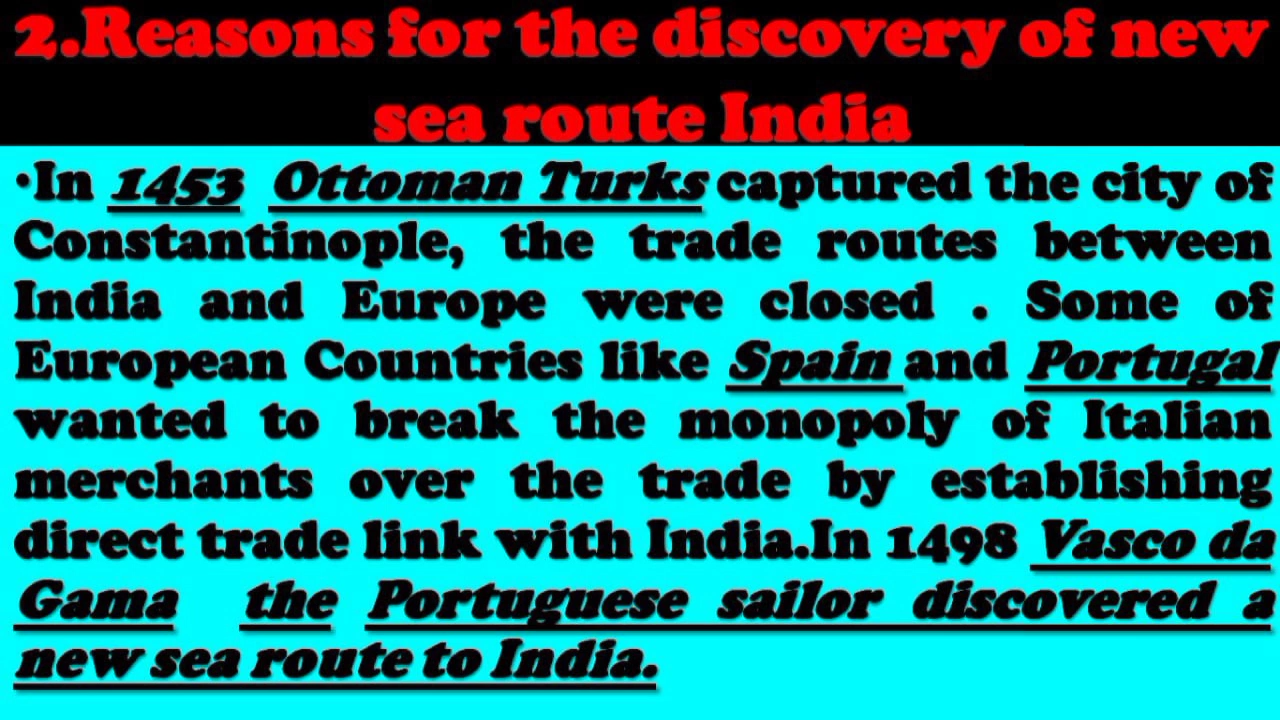 2.Reasons for the discovery of new
sea route India
•In 1453 Ottoman Turks captured the city of
Constantinople, the trade routes between
India and Europe were closed . Some of
European Countries like Spain and Portugal
wanted to break the monopoly of Italian
merchants over the trade by establishing
direct trade link with India.In 1498 Vasco da
Gama the Portuguese sailor discovered a
new sea route to India.